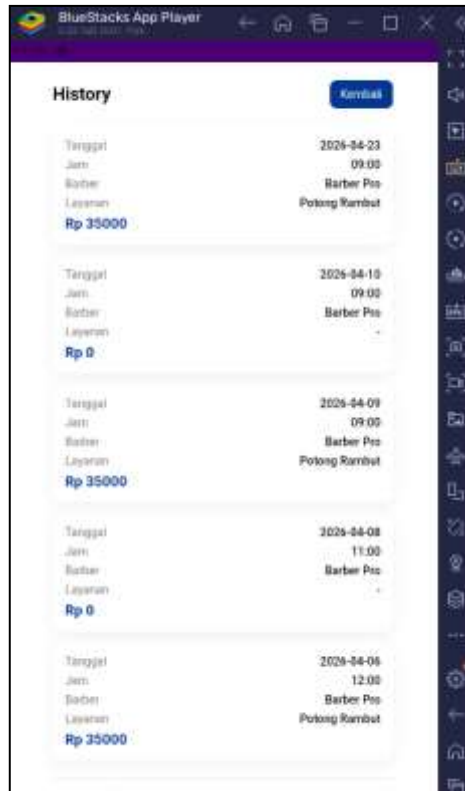 BlueStacks App Player
History
Kembali
Tanggal 2026-04-23
Jam 09:00
Barber Barber Pro
Layanan Potong Rambut
Rp 35000
Tanggal 2026-04-10
Jam 09:00
Barber Barber Pro
Layanan -
Rp 0
Tanggal 2026-04-09
Jam 09:00
Barber Barber Pro
Layanan Potong Rambut
Rp 35000
Tanggal 2026-04-08
Jam 11:00
Barber Barber Pro
Layanan -
Rp 0
Tanggal 2026-04-06
Jam 12:00
Barber Barber Pro
Layanan Potong Rambut
Rp 35000